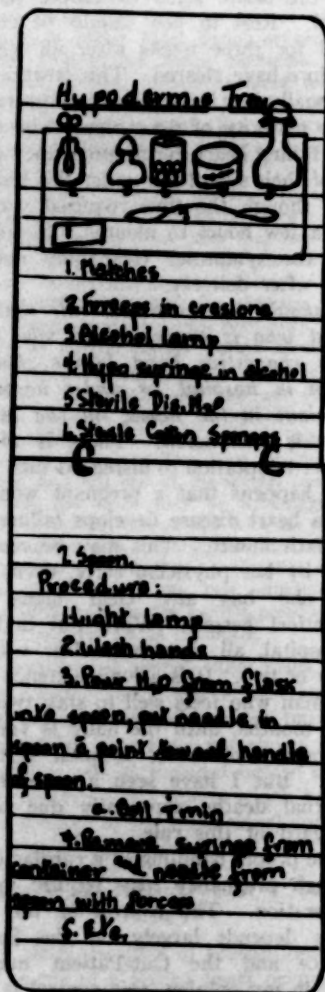 Hypodermic Tray
1
1. Matches
2. Forceps in creolone
3 Alcohol lamp
4. Hypo syringe in alcohol
5 Sterile Dis. H2O
6. Sterile Cotton Sponges
7. Spoon.
Procedure:
1. Light lamp
2. Wash hands
3. Pour H2O from flask
into spoon, put needle in
spoon c̄ point toward handle
of spoon.
a. Boil 1 min
4. Remove syringe from
container and needle from
spoon with forceps
5. Etc.